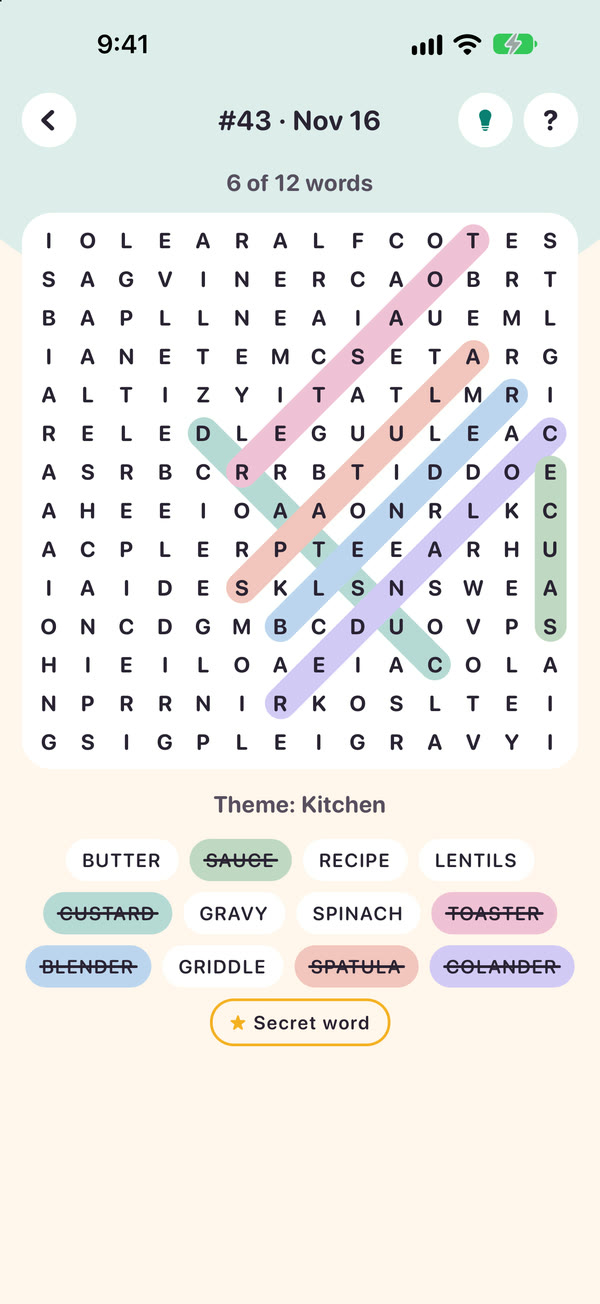 9:41
#43 · Nov 16
?
6 of 12 words
I O L E A R A L F C O T E S
S A G V I N E R C A O B R T
B A P L L N E A I A U E M L
I A N E T E M C S E T A R G
A L T I Z Y I T A T L M R I
R E L E D L E G U U L E A C
A S R B C R R B T I D D O E
A H E E I O A A O N R L K C
A C P L E R P T E E A R H U
I A I D E S K L S N S W E A
O N C D G M B C D U O V P S
H I E I L O A E I A C O L A
N P R R N I R K O S L T E I
G S I G P L E I G R A V Y I
Theme: Kitchen
BUTTER SAUCE RECIPE LENTILS
CUSTARD GRAVY SPINACH TOASTER
BLENDER GRIDDLE SPATULA COLANDER
Secret word